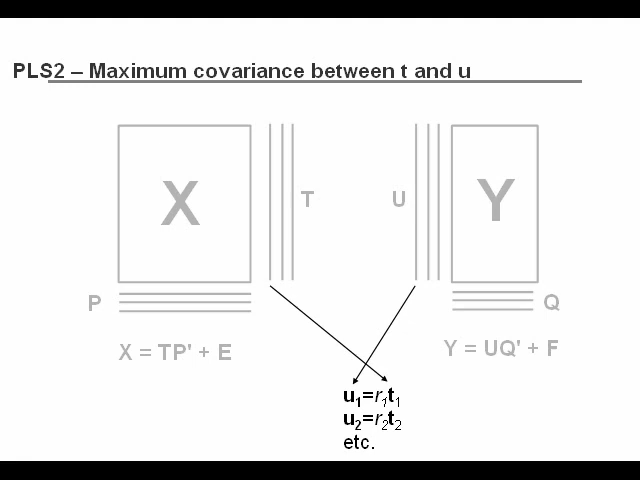 PLS2 – Maximum covariance between t and u
X
T
U
Y
P
Q
X = TP' + E
Y = UQ' + F
u1=r1t1
u2=r2t2
etc.